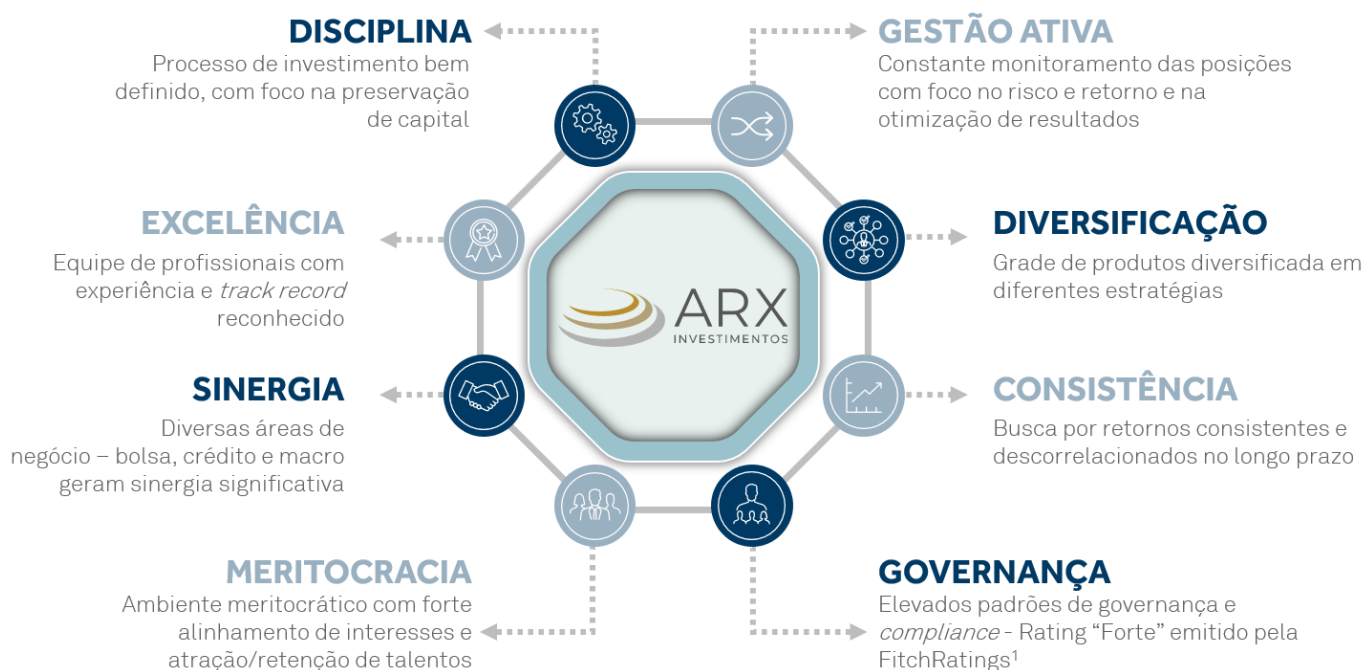 DISCIPLINA
Processo de investimento bem
definido, com foco na preservação
de capital
GESTÃO ATIVA
Constante monitoramento das posições
com foco no risco e retorno e na
otimização de resultados
EXCELÊNCIA
Equipe de profissionais com
experiência e track record
reconhecido
DIVERSIFICAÇÃO
Grade de produtos diversificada em
diferentes estratégias
ARX
INVESTIMENTOS
SINERGIA
Diversas áreas de
negócio – bolsa, crédito e macro
geram sinergia significativa
CONSISTÊNCIA
Busca por retornos consistentes e
descorrelacionados no longo prazo
MERITOCRACIA
Ambiente meritocrático com forte
alinhamento de interesses e
atração/retenção de talentos
GOVERNANÇA
Elevados padrões de governança e
compliance - Rating “Forte” emitido pela
FitchRatings¹